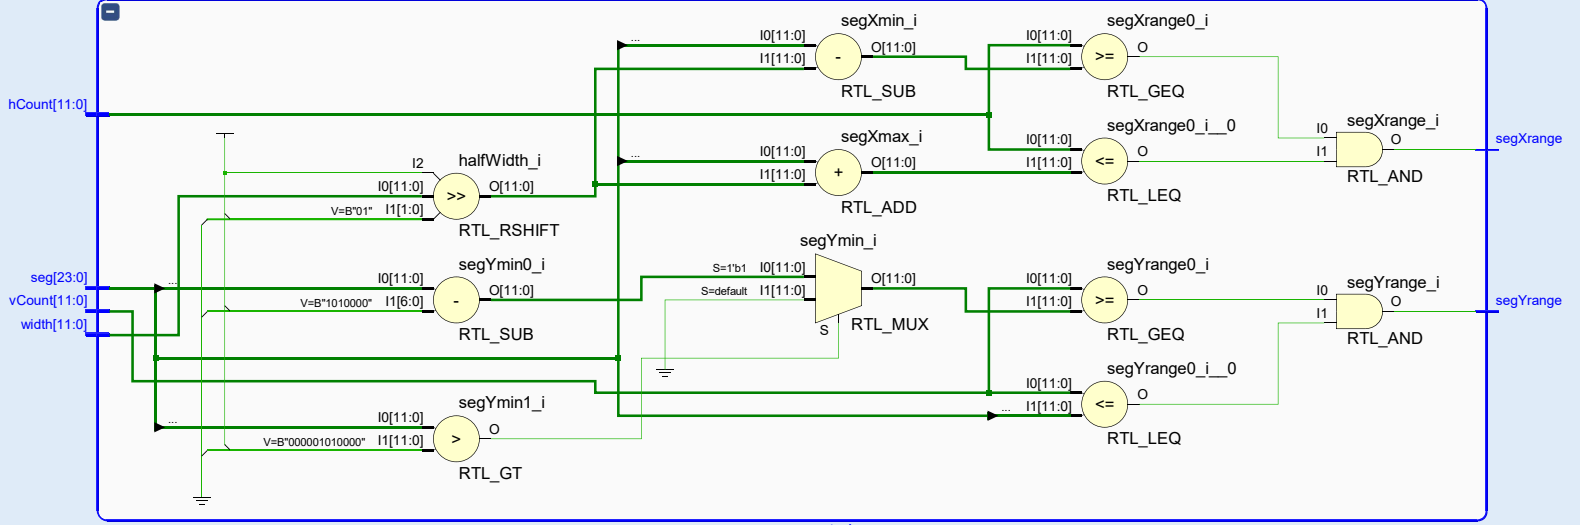 segXmin_i
segXrange0_i
I0[11:0]
I1[11:0]
-
O[11:0]
RTL_SUB
I0[11:0]
I1[11:0]
>=
O
RTL_GEQ
...
hCount[11:0]
segXmax_i
I0[11:0]
I1[11:0]
+
O[11:0]
RTL_ADD
...
segXrange0_i__0
I0[11:0]
I1[11:0]
<=
O
RTL_LEQ
segXrange_i
I0
I1
O
RTL_AND
segXrange
halfWidth_i
I2
I0[11:0]
V=B"01" I1[1:0]
>>
O[11:0]
RTL_RSHIFT
seg[23:0]
vCount[11:0]
width[11:0]
...
segYmin0_i
I0[11:0]
V=B"1010000" I1[6:0]
-
O[11:0]
RTL_SUB
segYmin_i
S=1'b1 I0[11:0]
S=default I1[11:0]
O[11:0]
S
RTL_MUX
segYrange0_i
I0[11:0]
I1[11:0]
>=
O
RTL_GEQ
segYrange_i
I0
I1
O
RTL_AND
segYrange
segYmin1_i
...
I0[11:0]
V=B"000001010000" I1[11:0]
>
O
RTL_GT
segYrange0_i__0
I0[11:0]
... I1[11:0]
<=
O
RTL_LEQ